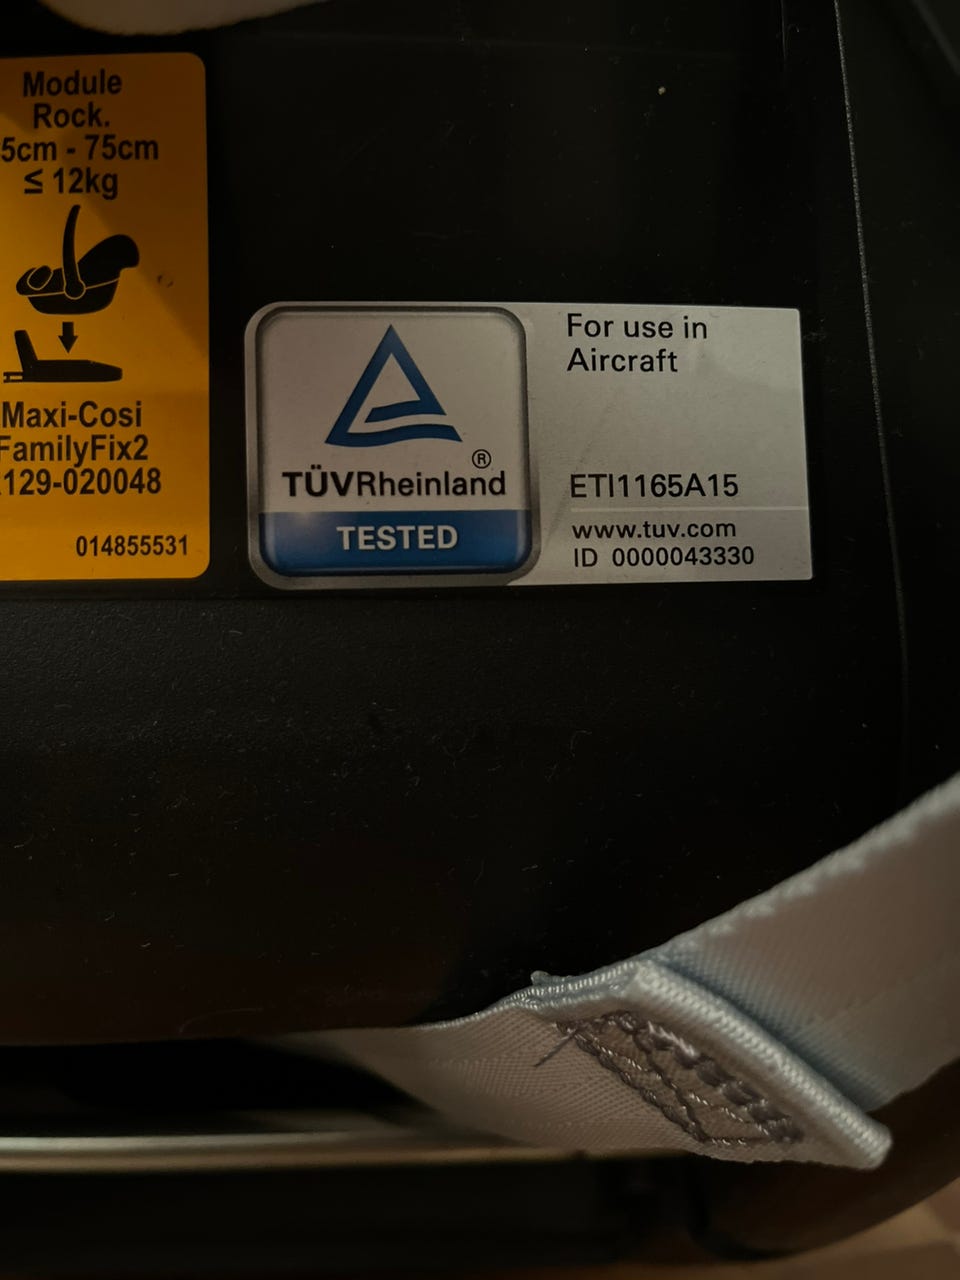 Module
Rock.
5cm - 75cm
≤ 12kg
Maxi-Cosi
FamilyFix2
129-020048
014855531
TÜVRheinland®
TESTED
For use in
Aircraft
ETI1165A15
www.tuv.com
ID 0000043330